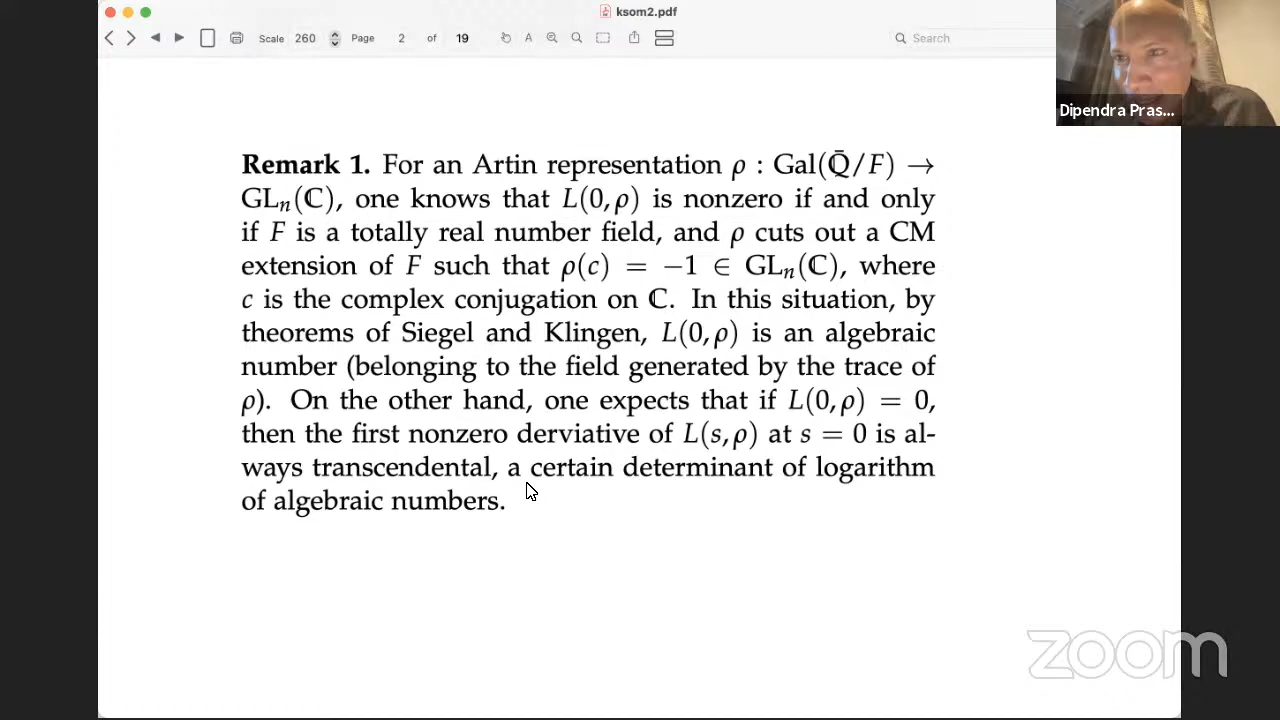 ksom2.pdf
Scale 260 Page 2 of 19 A Search
Dipendra Pras...
Remark 1. For an Artin representation ρ : Gal(Q̄/F) →
GLₙ(ℂ), one knows that L(0, ρ) is nonzero if and only
if F is a totally real number field, and ρ cuts out a CM
extension of F such that ρ(c) = −1 ∈ GLₙ(ℂ), where
c is the complex conjugation on ℂ. In this situation, by
theorems of Siegel and Klingen, L(0, ρ) is an algebraic
number (belonging to the field generated by the trace of
ρ). On the other hand, one expects that if L(0, ρ) = 0,
then the first nonzero derviative of L(s, ρ) at s = 0 is al-
ways transcendental, a certain determinant of logarithm
of algebraic numbers.
zoom